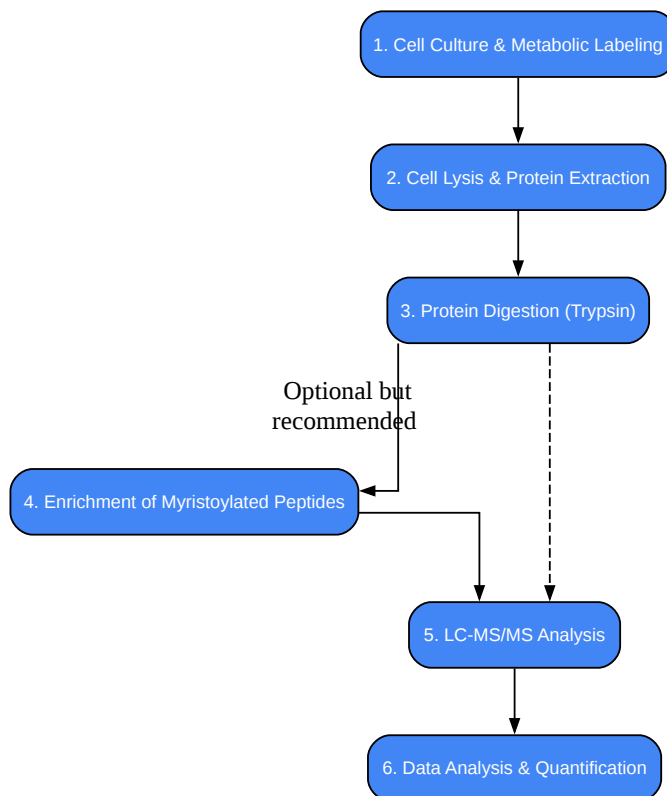 1. Cell Culture & Metabolic Labeling
2. Cell Lysis & Protein Extraction
3. Protein Digestion (Trypsin)
Optional but
recommended
4. Enrichment of Myristoylated Peptides
5. LC-MS/MS Analysis
6. Data Analysis & Quantification